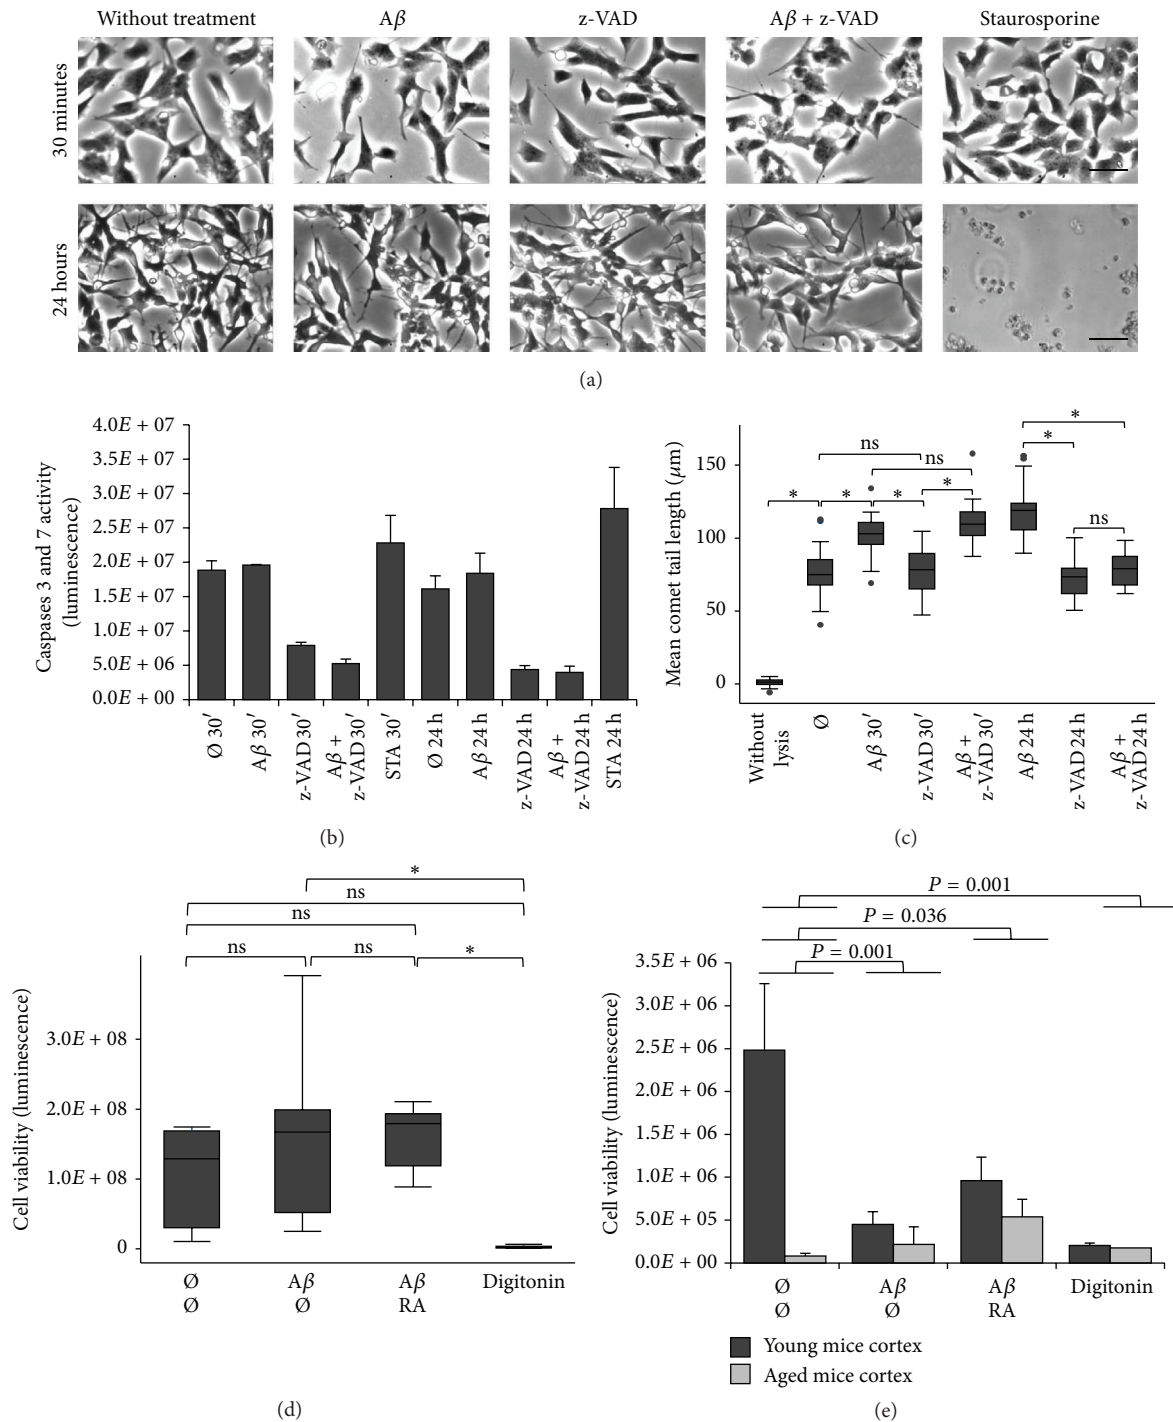 Without treatment
Aβ
z-VAD
Aβ + z-VAD
Staurosporine
30 minutes
24 hours
(a)
Caspases 3 and 7 activity
(luminescence)
4.0E + 07
3.5E + 07
3.0E + 07
2.5E + 07
2.0E + 07
1.5E + 07
1.0E + 07
5.0E + 06
0.0E + 00
Ø 30′
Aβ 30′
z-VAD 30′
Aβ +
z-VAD 30′
STA 30′
Ø 24 h
Aβ 24 h
z-VAD 24 h
Aβ +
z-VAD 24 h
STA 24 h
(b)
Mean comet tail length (μm)
150
100
50
0
*
ns
*
ns
*
*
*
*
ns
*
Without
lysis
Ø
Aβ 30′
z-VAD 30′
Aβ +
z-VAD 30′
Aβ 24 h
z-VAD 24 h
Aβ +
z-VAD 24 h
(c)
*
ns
ns
ns
ns
*
Cell viability (luminescence)
3.0E + 08
2.0E + 08
1.0E + 08
0
Ø
Ø
Aβ
Ø
Aβ
RA
Digitonin
(d)
P = 0.001
P = 0.036
P = 0.001
Cell viability (luminescence)
3.5E + 06
3.0E + 06
2.5E + 06
2.0E + 06
1.5E + 06
1.0E + 06
5.0E + 05
0.0E + 00
Ø
Ø
Aβ
Ø
Aβ
RA
Digitonin
Young mice cortex
Aged mice cortex
(e)